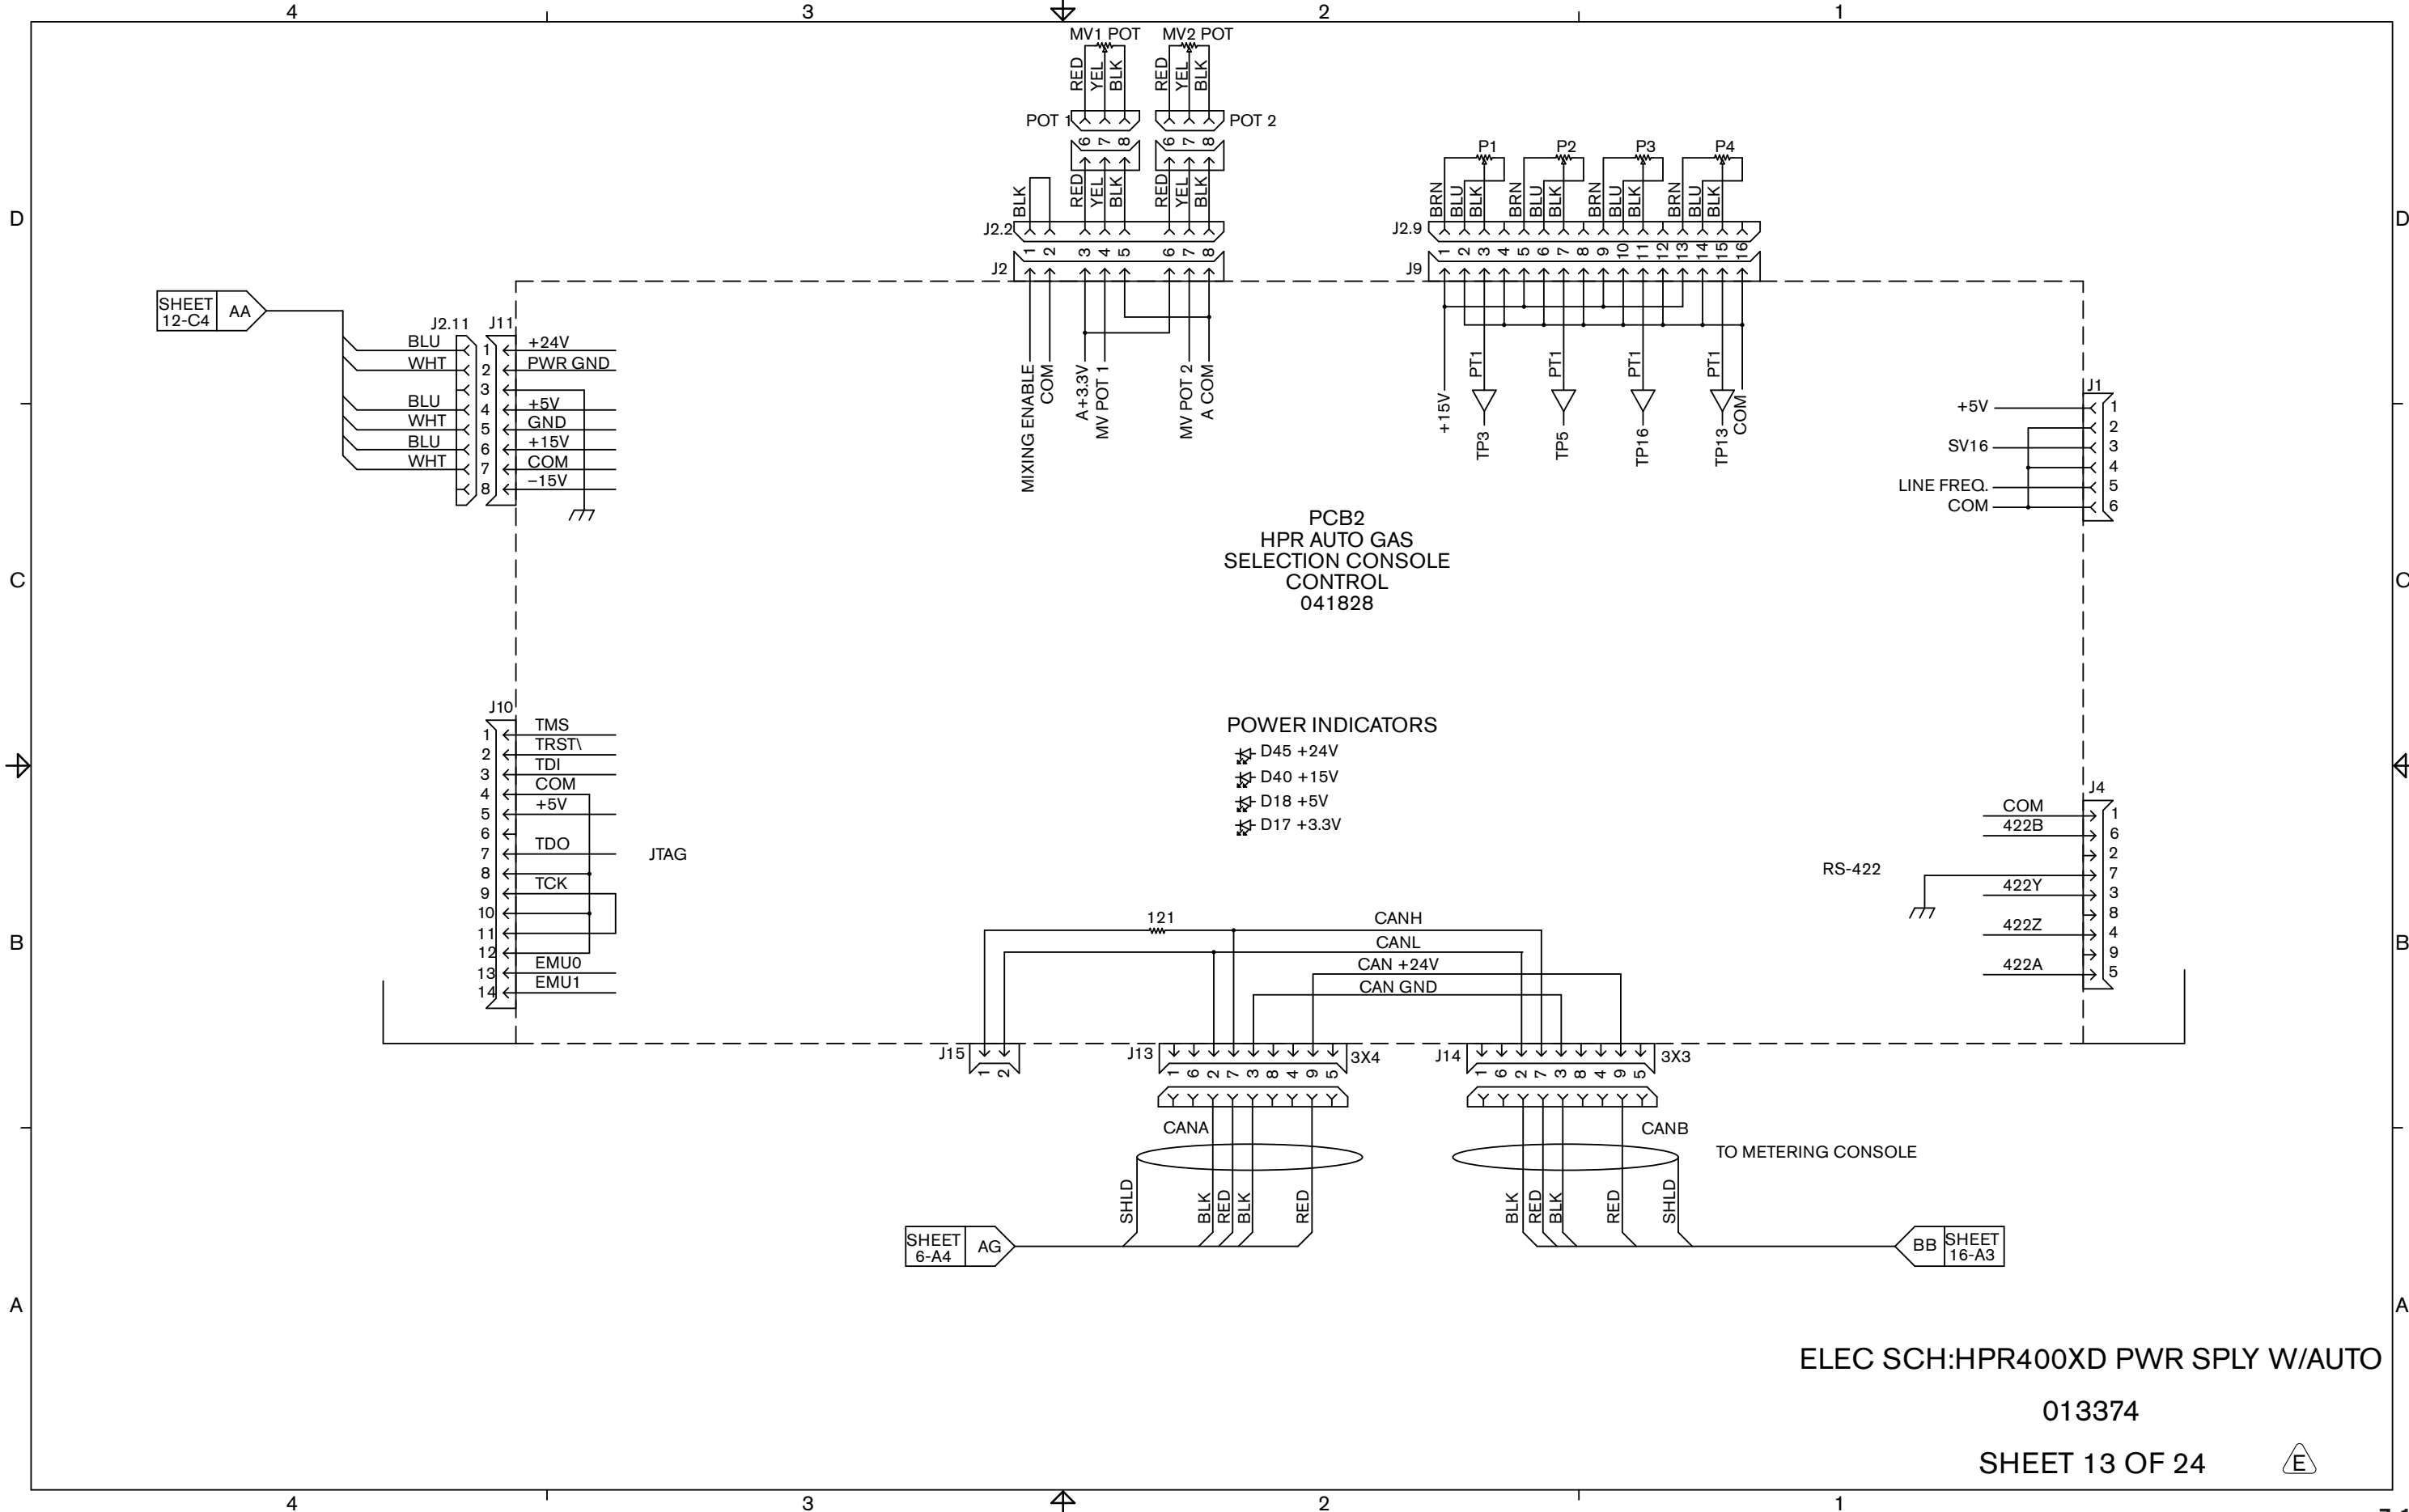 4 3 2 1
MV1 POT MV2 POT
RED YEL BLK RED YEL BLK
POT 1 POT 2
6 7 8 6 7 8
BLK RED YEL BLK RED YEL BLK
J2.2
1 2 3 4 5 6 7 8
J2
MIXING ENABLE
COM
A+3.3V
MV POT 1
MV POT 2
A COM
P1 P2 P3 P4
BRN BLU BLK BRN BLU BLK BRN BLU BLK BRN BLU BLK
J2.9
1 2 3 4 5 6 7 8 9 10 11 12 13 14 15 16
J9
+15V
PT1 PT1 PT1 PT1
TP3 TP5 TP16 TP13
COM
D D
SHEET
12-C4
AA
J2.11 J11
BLU 1 +24V
WHT 2 PWR GND
3
BLU 4 +5V
WHT 5 GND
BLU 6 +15V
WHT 7 COM
8 –15V
J1
+5V 1
2
SV16 3
4
LINE FREQ. 5
COM 6
PCB2
HPR AUTO GAS
SELECTION CONSOLE
CONTROL
041828
C C
J10
1 TMS
2 TRST\
3 TDI
4 COM
5 +5V
6
7 TDO
8
9 TCK
10
11
12
13 EMU0
14 EMU1
JTAG
POWER INDICATORS
D45 +24V
D40 +15V
D18 +5V
D17 +3.3V
J4
COM 1
422B 6
2
RS-422 7
422Y 3
8
422Z 4
9
422A 5
B B
121 CANH
CANL
CAN +24V
CAN GND
J15 J13 3X4 J14 3X3
1 2
1 6 2 7 3 8 4 9 5
1 6 2 7 3 8 4 9 5
CANA CANB
TO METERING CONSOLE
SHLD BLK RED BLK RED
BLK RED BLK RED SHLD
SHEET
6-A4
AG
BB
SHEET
16-A3
A A
ELEC SCH:HPR400XD PWR SPLY W/AUTO
013374
SHEET 13 OF 24 E
4 3 2 1